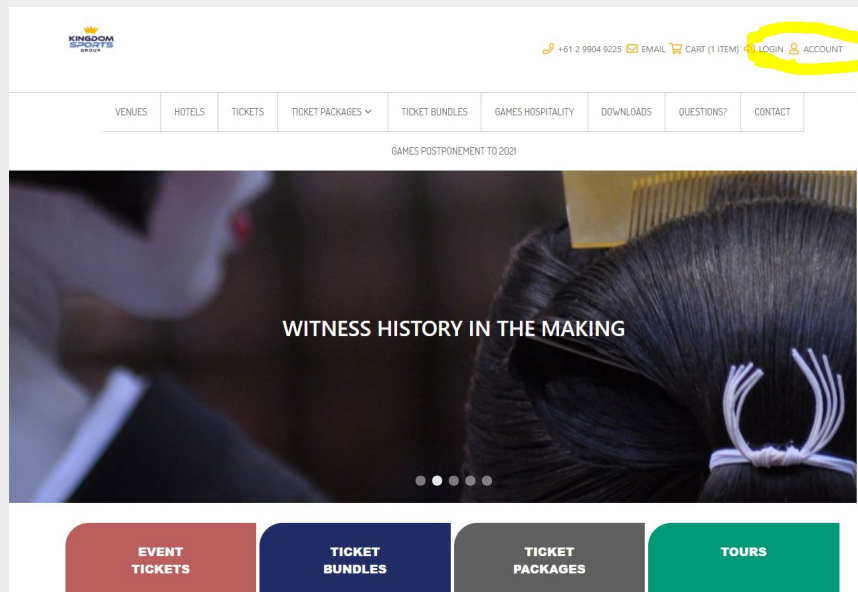 KINGDOM
SPORTS
GROUP
+61 2 9904 9225 EMAIL CART (1 ITEM) LOGIN ACCOUNT
VENUES HOTELS TICKETS TICKET PACKAGES TICKET BUNDLES GAMES HOSPITALITY DOWNLOADS QUESTIONS? CONTACT
GAMES POSTPONEMENT TO 2021
WITNESS HISTORY IN THE MAKING
EVENT
TICKETS
TICKET
BUNDLES
TICKET
PACKAGES
TOURS